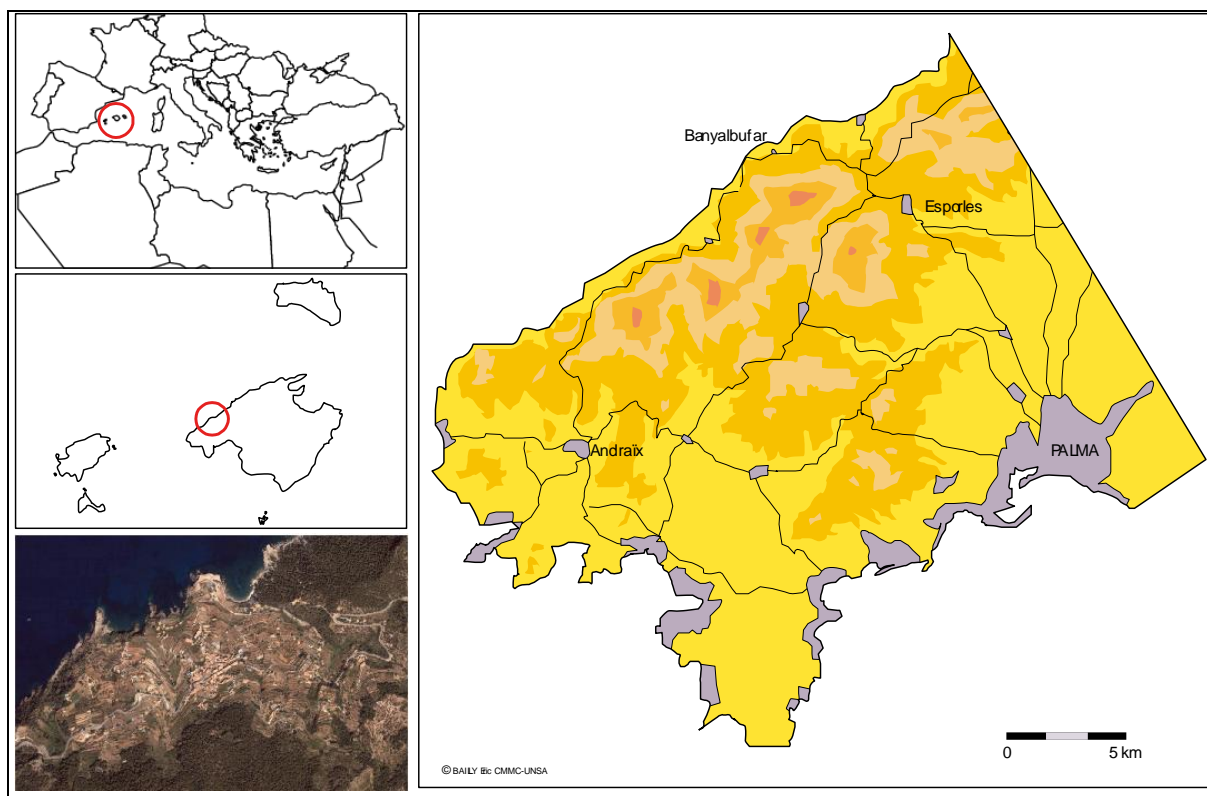 Banyalbufar
Esporles
Andraïx
PALMA
0 5 km
© BAILLY Eric CMMC-UNSA